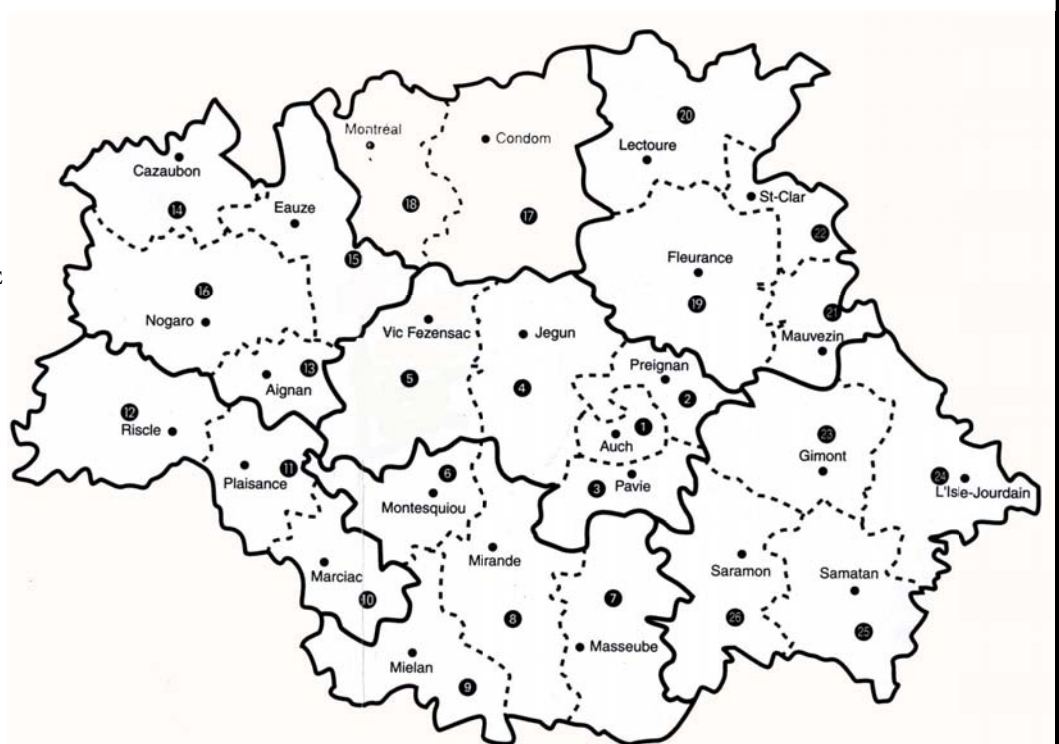 20
Montréal
Condom
Lectoure
Cazaubon
St-Clar
14
Eauze
18
17
22
15
Fleurance
16
19
21
Nogaro
Vic Fezensac
Jegun
Mauvezin
13
Preignan
Aignan
5
4
2
12
Riscle
1
23
Auch
Gimont
11
6
Plaisance
3
Pavie
24
L'Isle-Jourdain
Montesquiou
Mirande
Marciac
Saramon
Samatan
10
7
8
26
25
Masseube
Mielan
9